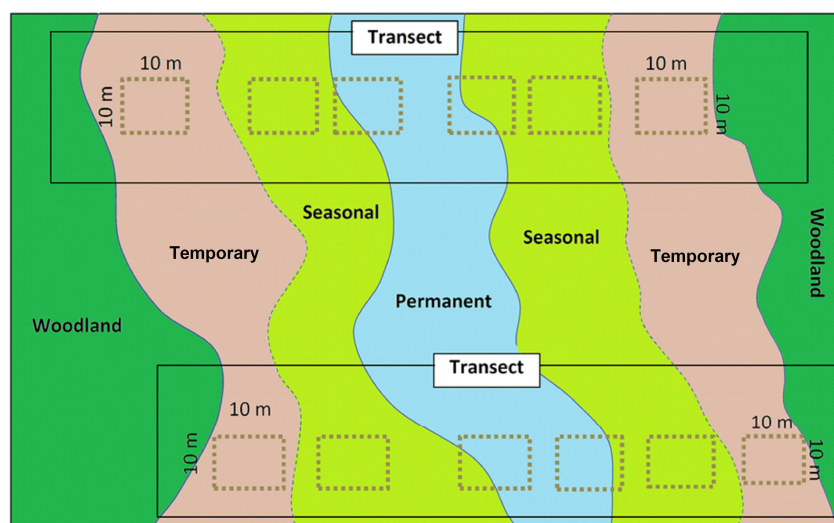 Transect
10 m
10 m
10 m
10 m
Seasonal
Seasonal
Temporary
Temporary
Woodland
Permanent
Woodland
Transect
10 m
10 m
10 m
10 m